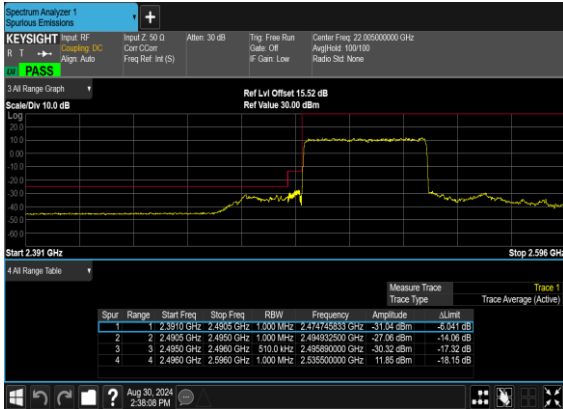 Spectrum Analyzer 1
Spurious Emissions
KEYSIGHT Input: RF Input Z: 50 Ω Atten: 30 dB Trig: Free Run Center Freq: 22.005000000 GHz
R T Coupling: DC Corr CCorr Gate: Off Avg|Hold: 100/100
Align: Auto Freq Ref: Int (S) IF Gain: Low Radio Std: None
PASS
3 All Range Graph
Ref Lvl Offset 15.52 dB
Scale/Div 10.0 dB Ref Value 30.00 dBm
Log
20.0
10.0
0.00
-10.0
-20.0
-30.0
-40.0
-50.0
-60.0
Start 2.391 GHz Stop 2.596 GHz
4 All Range Table
Measure Trace Trace 1
Trace Type Trace Average (Active)
Spur Range Start Freq Stop Freq RBW Frequency Amplitude ΔLimit
1 1 2.3910 GHz 2.4905 GHz 1.000 MHz 2.474745833 GHz -31.04 dBm -6.041 dB
2 2 2.4905 GHz 2.4950 GHz 1.000 MHz 2.494932500 GHz -27.06 dBm -14.06 dB
3 3 2.4950 GHz 2.4960 GHz 510.0 kHz 2.495890000 GHz -30.32 dBm -17.32 dB
4 4 2.4960 GHz 2.5960 GHz 1.000 MHz 2.535500000 GHz 11.85 dBm -18.15 dB
Aug 30, 2024
2:38:08 PM